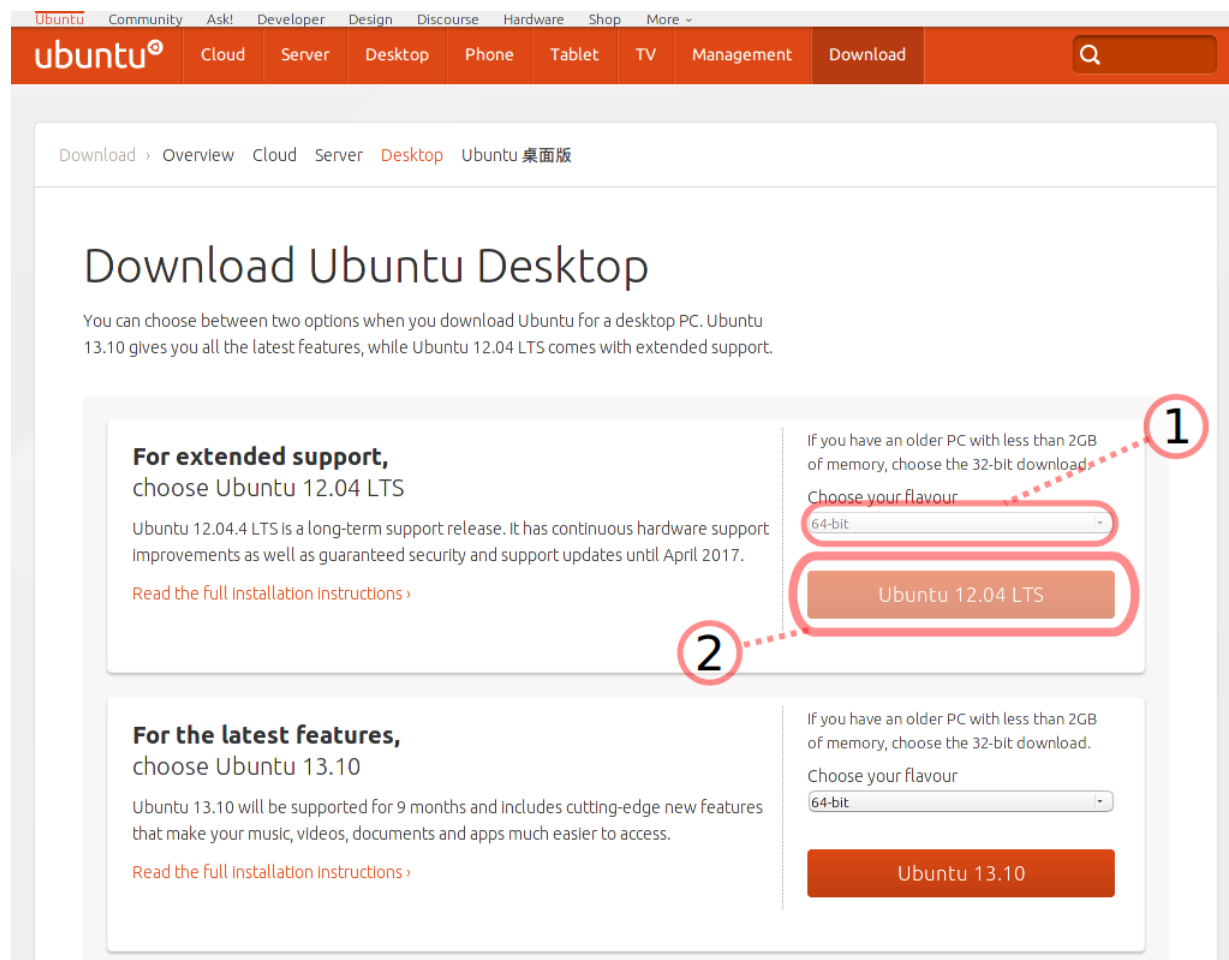 Ubuntu Community Ask! Developer Design Discourse Hardware Shop More
ubuntu Cloud Server Desktop Phone Tablet TV Management Download
Download › Overview Cloud Server Desktop Ubuntu 桌面版
Download Ubuntu Desktop
You can choose between two options when you download Ubuntu for a desktop PC. Ubuntu
13.10 gives you all the latest features, while Ubuntu 12.04 LTS comes with extended support.
For extended support,
choose Ubuntu 12.04 LTS
Ubuntu 12.04.4 LTS is a long-term support release. It has continuous hardware support
improvements as well as guaranteed security and support updates until April 2017.
Read the full installation instructions ›
If you have an older PC with less than 2GB
of memory, choose the 32-bit download.
Choose your flavour
64-bit
Ubuntu 12.04 LTS
1
2
For the latest features,
choose Ubuntu 13.10
Ubuntu 13.10 will be supported for 9 months and includes cutting-edge new features
that make your music, videos, documents and apps much easier to access.
Read the full installation instructions ›
If you have an older PC with less than 2GB
of memory, choose the 32-bit download.
Choose your flavour
64-bit
Ubuntu 13.10